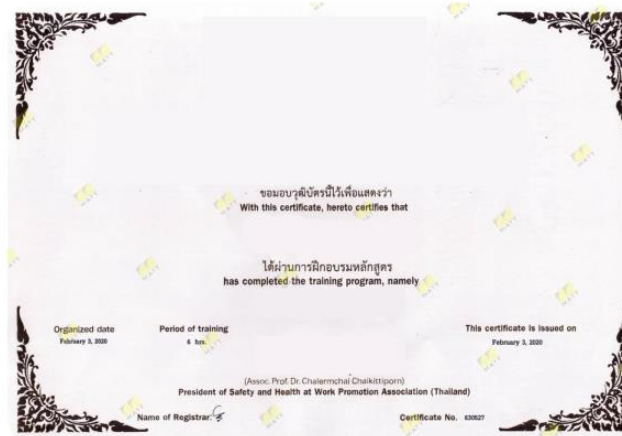 ขอมอบวุฒิบัตรนี้ไว้เพื่อแสดงว่า
With this certificate, hereto certifies that
ได้ผ่านการฝึกอบรมหลักสูตร
has completed the training program, namely
Organized date
February 3, 2020
Period of training
6 hrs.
This certificate is issued on
February 3, 2020
(Assoc. Prof. Dr. Chalermchai Chaikittiporn)
President of Safety and Health at Work Promotion Association (Thailand)
Name of Registrar.
Certificate No. 630527